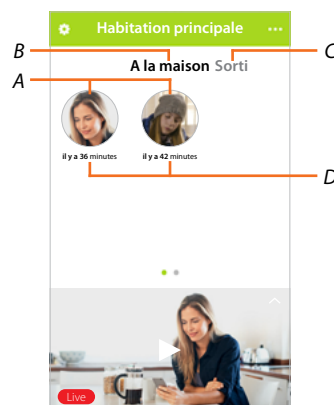 Habitation principale
B
C
A la maison Sorti
A
il y a 36 minutes
il y a 42 minutes
D
Live